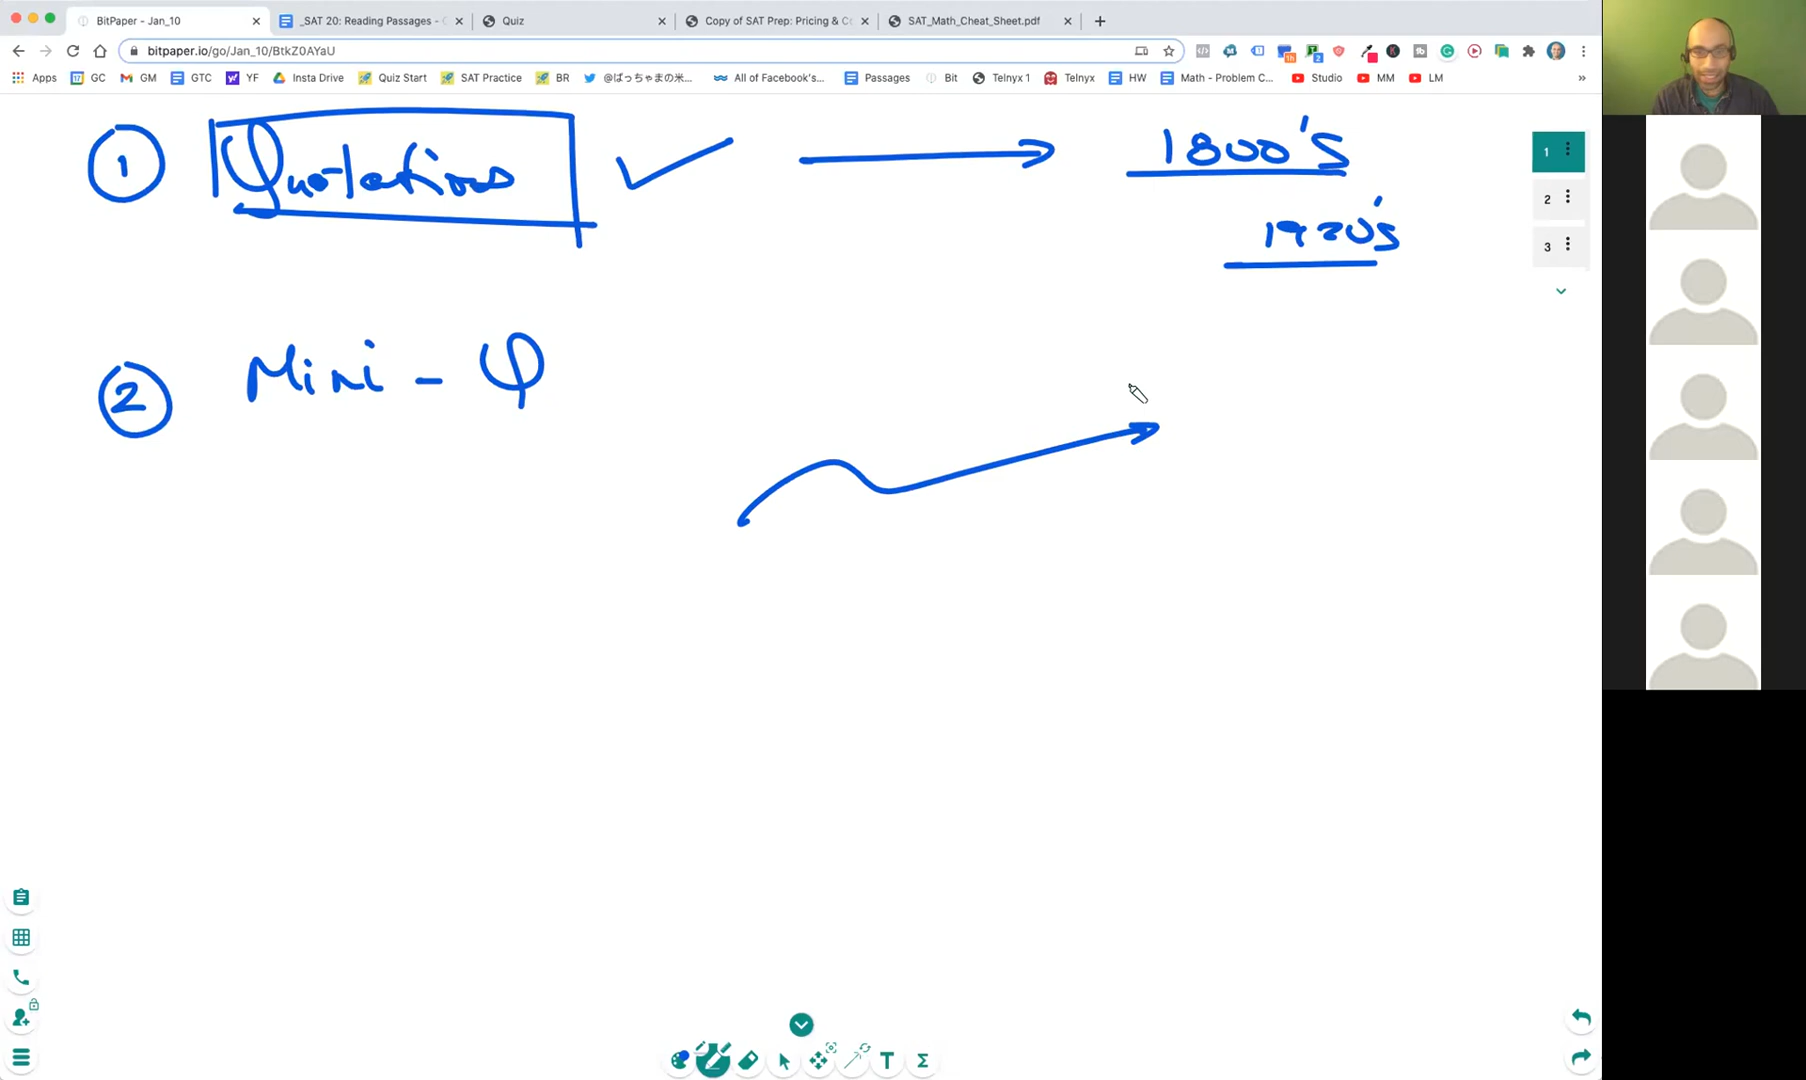 BitPaper - Jan_10
_SAT 20: Reading Passages -
Quiz
Copy of SAT Prep: Pricing & Co
SAT_Math_Cheat_Sheet.pdf
bitpaper.io/go/Jan_10/BtkZ0AYaU
Apps
GC
GM
GTC
YF
Insta Drive
Quiz Start
SAT Practice
BR
@ばっちゃまの米...
All of Facebook's...
Passages
Bit
Telnyx 1
Telnyx
HW
Math - Problem C...
Studio
MM
LM
»
1 Quotations 1800's
1920's
2 Mini - Q
1
2
3
T
Σ